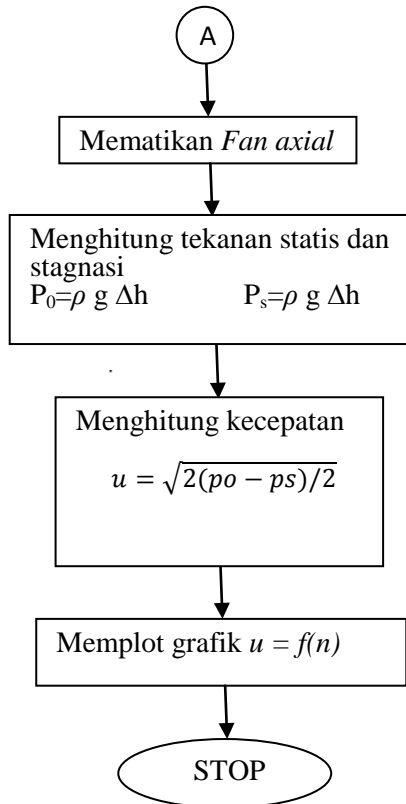 A
Mematikan Fan axial
Menghitung tekanan statis dan
stagnasi
P₀=ρ g Δh P_s=ρ g Δh
Menghitung kecepatan
u = √2(po − ps)/2
Memplot grafik u = f(n)
STOP